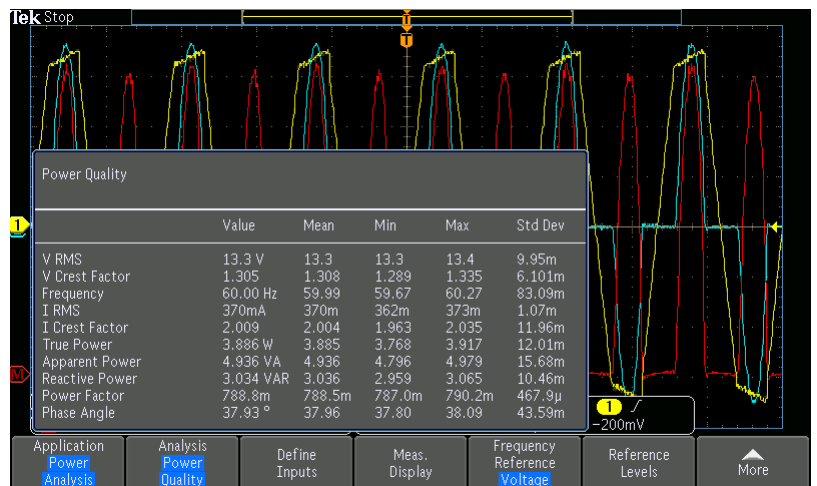 Tek Stop
T
T
Power Quality
Value Mean Min Max Std Dev
V RMS 13.3 V 13.3 13.3 13.4 9.95m
V Crest Factor 1.305 1.308 1.289 1.335 6.101m
Frequency 60.00 Hz 59.99 59.67 60.27 83.09m
I RMS 370mA 370m 362m 373m 1.07m
I Crest Factor 2.009 2.004 1.963 2.035 11.96m
True Power 3.886 W 3.885 3.768 3.917 12.01m
Apparent Power 4.936 VA 4.936 4.796 4.979 15.68m
Reactive Power 3.034 VAR 3.036 2.959 3.065 10.46m
Power Factor 788.8m 788.5m 787.0m 790.2m 467.9µ
Phase Angle 37.93 ° 37.96 37.80 38.09 43.59m
1
M
1 /
-200mV
Application Power Analysis
Analysis Power Quality
Define Inputs
Meas. Display
Frequency Reference Voltage
Reference Levels
More